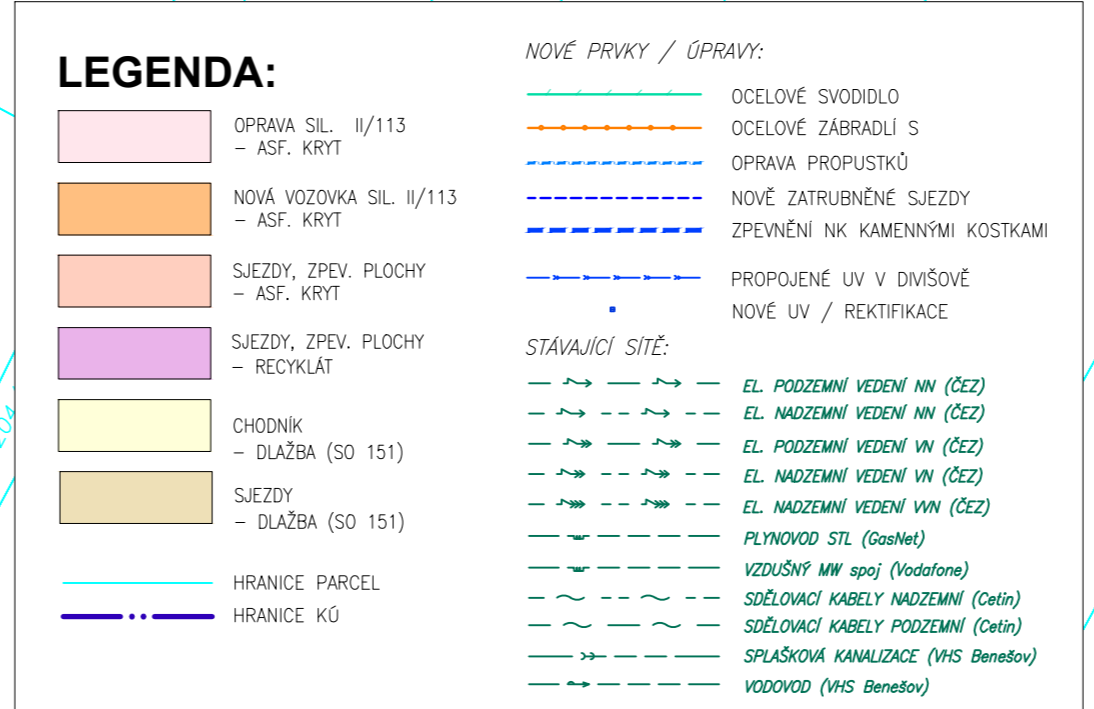 LEGENDA:
OPRAVA SIL. II/113
– ASF. KRYT
NOVÁ VOZOVKA SIL. II/113
– ASF. KRYT
SJEZDY, ZPEV. PLOCHY
– ASF. KRYT
SJEZDY, ZPEV. PLOCHY
– RECYKLÁT
CHODNÍK
– DLAŽBA (SO 151)
SJEZDY
– DLAŽBA (SO 151)
HRANICE PARCEL
HRANICE KÚ
NOVÉ PRVKY / ÚPRAVY:
OCELOVÉ SVODIDLO
OCELOVÉ ZÁBRADLÍ S
OPRAVA PROPUSTKŮ
NOVĚ ZATRUBNĚNÉ SJEZDY
ZPEVNĚNÍ NK KAMENNÝMI KOSTKAMI
PROPOJENÉ UV V DIVIŠOVĚ
NOVÉ UV / REKTIFIKACE
STÁVAJÍCÍ SÍTĚ:
EL. PODZEMNÍ VEDENÍ NN (ČEZ)
EL. NADZEMNÍ VEDENÍ NN (ČEZ)
EL. PODZEMNÍ VEDENÍ VN (ČEZ)
EL. NADZEMNÍ VEDENÍ VN (ČEZ)
EL. NADZEMNÍ VEDENÍ VVN (ČEZ)
PLYNOVOD STL (GasNet)
VZDUŠNÝ MW spoj (Vodafone)
SDĚLOVACÍ KABELY NADZEMNÍ (Cetin)
SDĚLOVACÍ KABELY PODZEMNÍ (Cetin)
SPLAŠKOVÁ KANALIZACE (VHS Benešov)
VODOVOD (VHS Benešov)